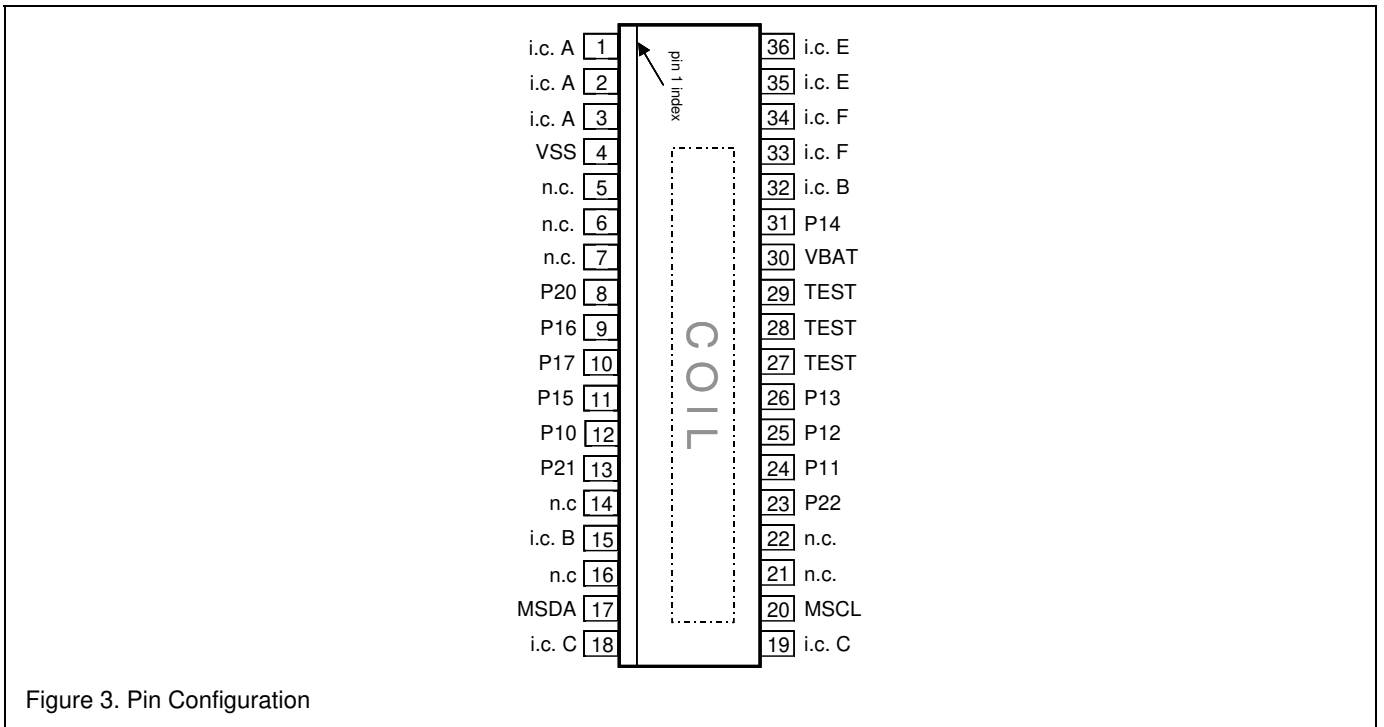 i.c. A 1 36 i.c. E
i.c. A 2 35 i.c. E
i.c. A 3 34 i.c. F
VSS 4 33 i.c. F
n.c. 5 32 i.c. B
n.c. 6 31 P14
n.c. 7 30 VBAT
P20 8 29 TEST
P16 9 28 TEST
P17 10 27 TEST
P15 11 26 P13
P10 12 25 P12
P21 13 24 P11
n.c 14 23 P22
i.c. B 15 22 n.c.
n.c 16 21 n.c.
MSDA 17 20 MSCL
i.c. C 18 19 i.c. C
pin 1 index
COIL
Figure 3. Pin Configuration